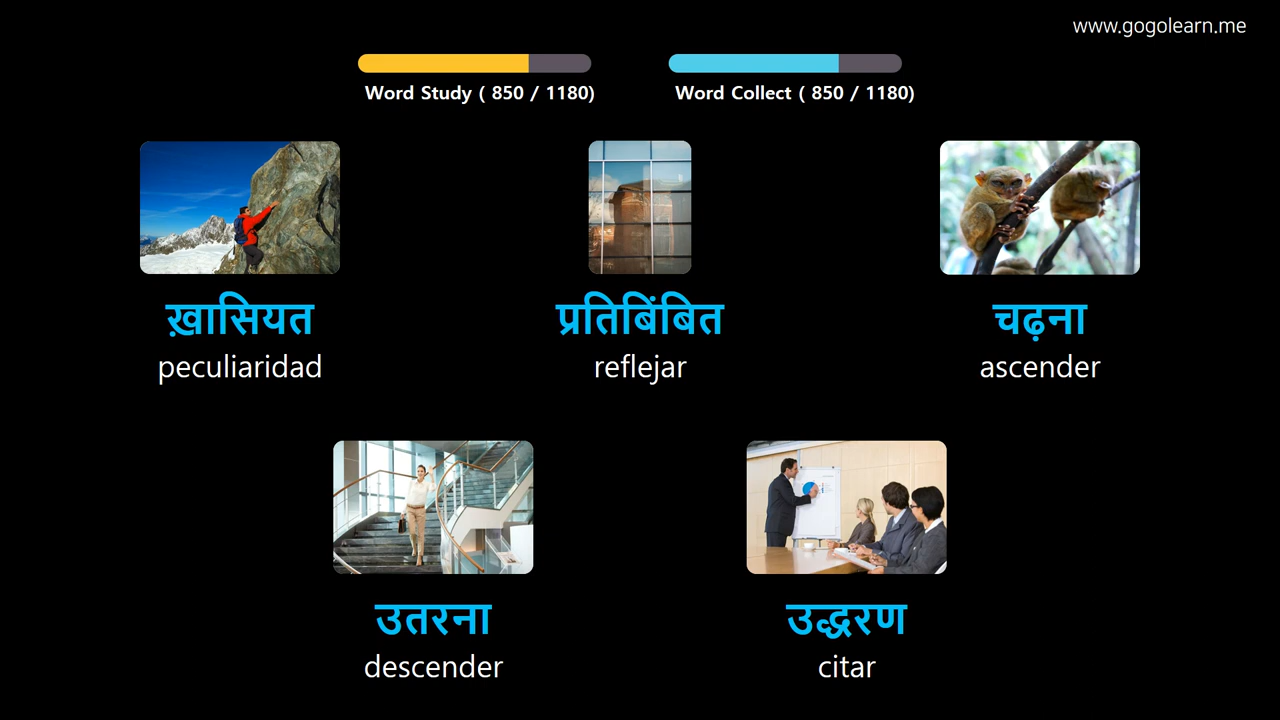 www.gogolearn.me
Word Study ( 850 / 1180)
Word Collect ( 850 / 1180)
ख़ासियत
peculiaridad
प्रतिबिंबित
reflejar
चढ़ना
ascender
उतरना
descender
उद्धरण
citar